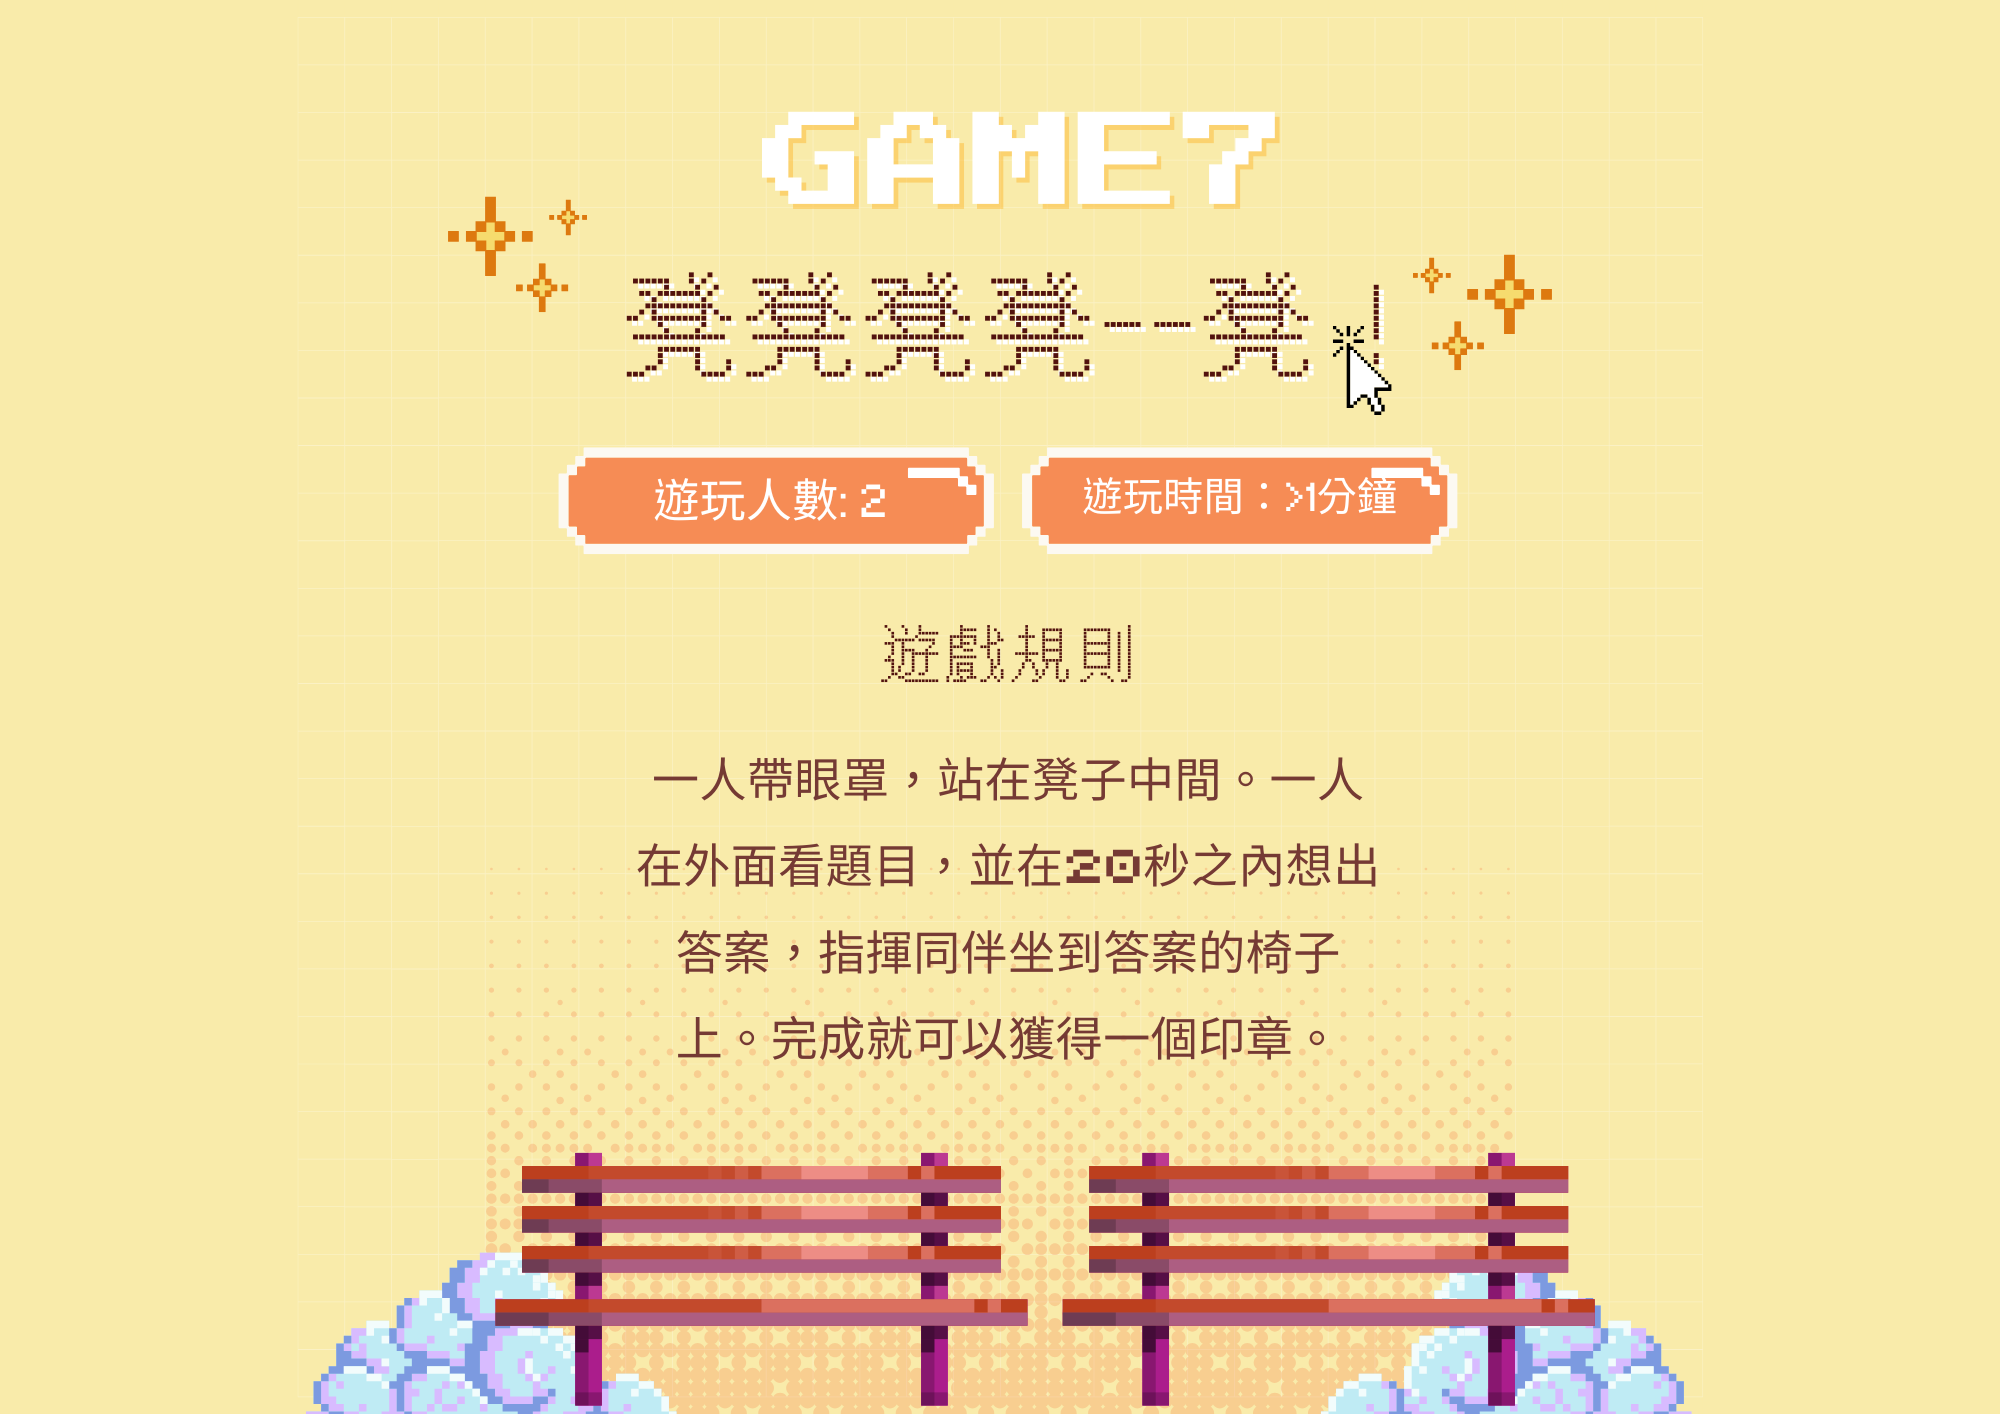 GAME7
凳凳凳凳--凳！
遊玩人數: 2
遊玩時間：>1分鐘
遊戲規則
一人帶眼罩，站在凳子中間。一人
在外面看題目，並在20秒之內想出
答案，指揮同伴坐到答案的椅子
上。完成就可以獲得一個印章。